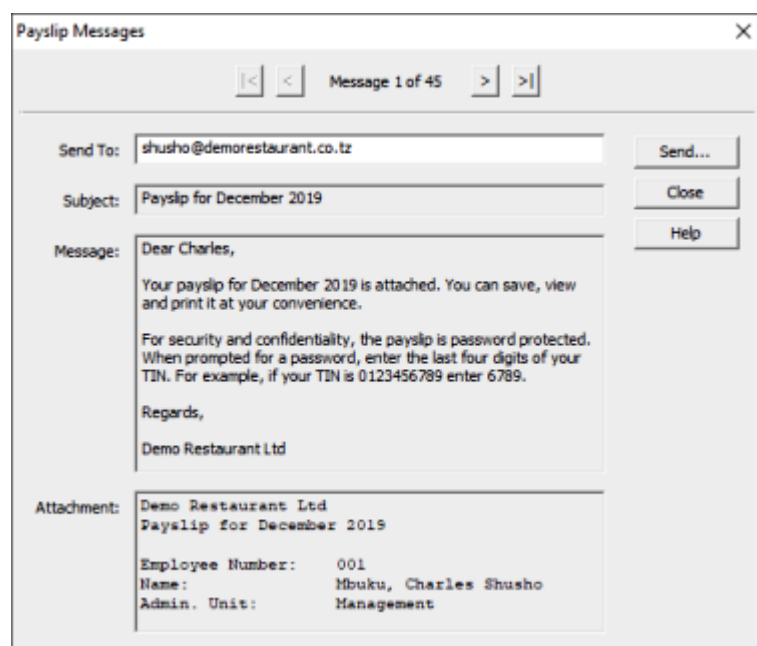 Payslip Messages
|< < Message 1 of 45 > >|
Send To: shusho@demorestaurant.co.tz Send...
Subject: Payslip for December 2019 Close
Help
Message: Dear Charles,
Your payslip for December 2019 is attached. You can save, view
and print it at your convenience.
For security and confidentiality, the payslip is password protected.
When prompted for a password, enter the last four digits of your
TIN. For example, if your TIN is 0123456789 enter 6789.
Regards,
Demo Restaurant Ltd
Attachment: Demo Restaurant Ltd
Payslip for December 2019
Employee Number: 001
Name: Mbuku, Charles Shusho
Admin. Unit: Management